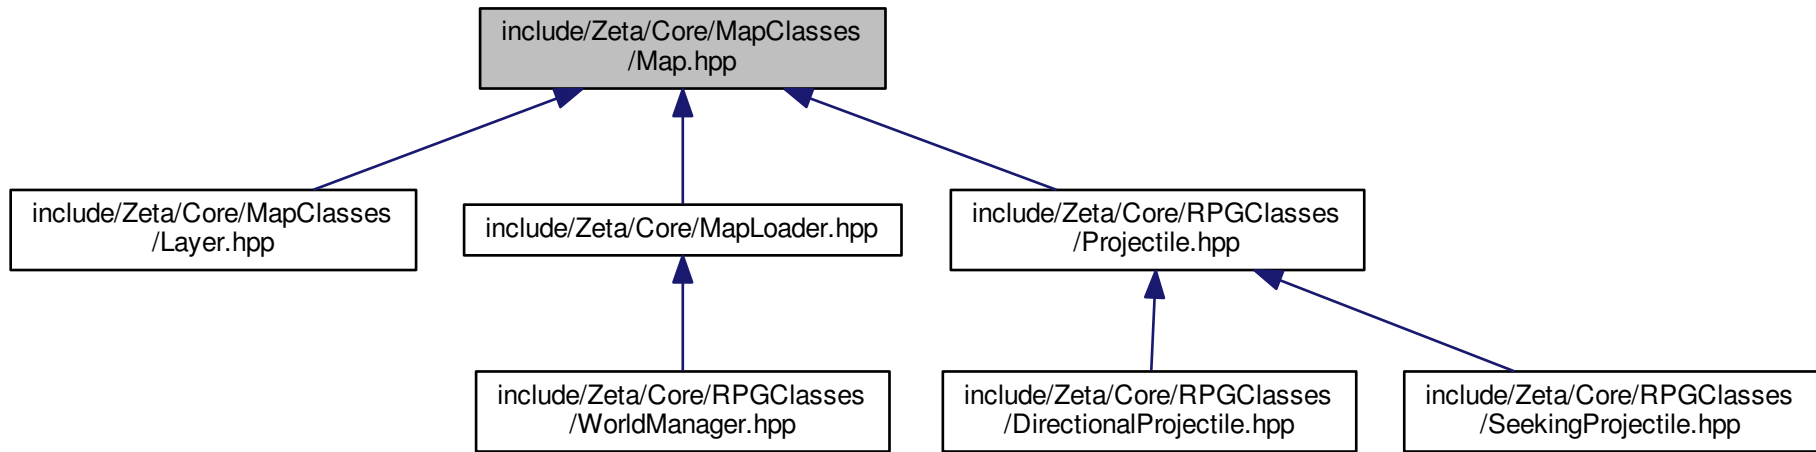 include/Zeta/Core/MapClasses
/Map.hpp
include/Zeta/Core/MapClasses
/Layer.hpp
include/Zeta/Core/MapLoader.hpp
include/Zeta/Core/RPGClasses
/Projectile.hpp
include/Zeta/Core/RPGClasses
/WorldManager.hpp
include/Zeta/Core/RPGClasses
/DirectionalProjectile.hpp
include/Zeta/Core/RPGClasses
/SeekingProjectile.hpp